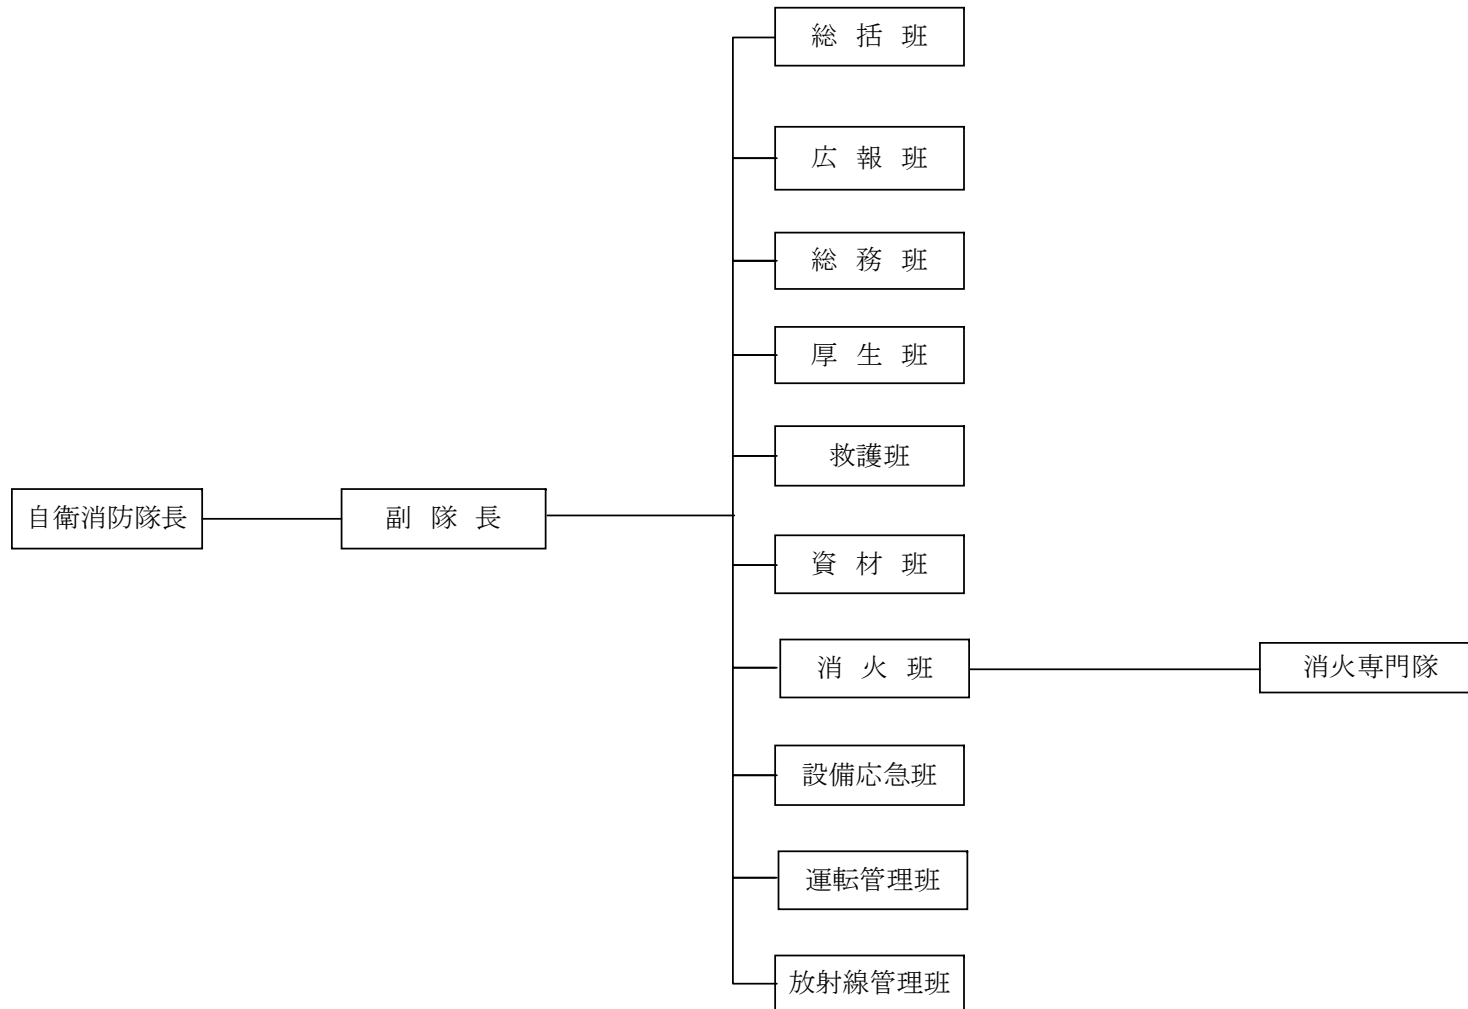 総括班
広報班
総務班
厚生班
救護班
自衛消防隊長
副隊長
資材班
消火班
消火専門隊
設備応急班
運転管理班
放射線管理班